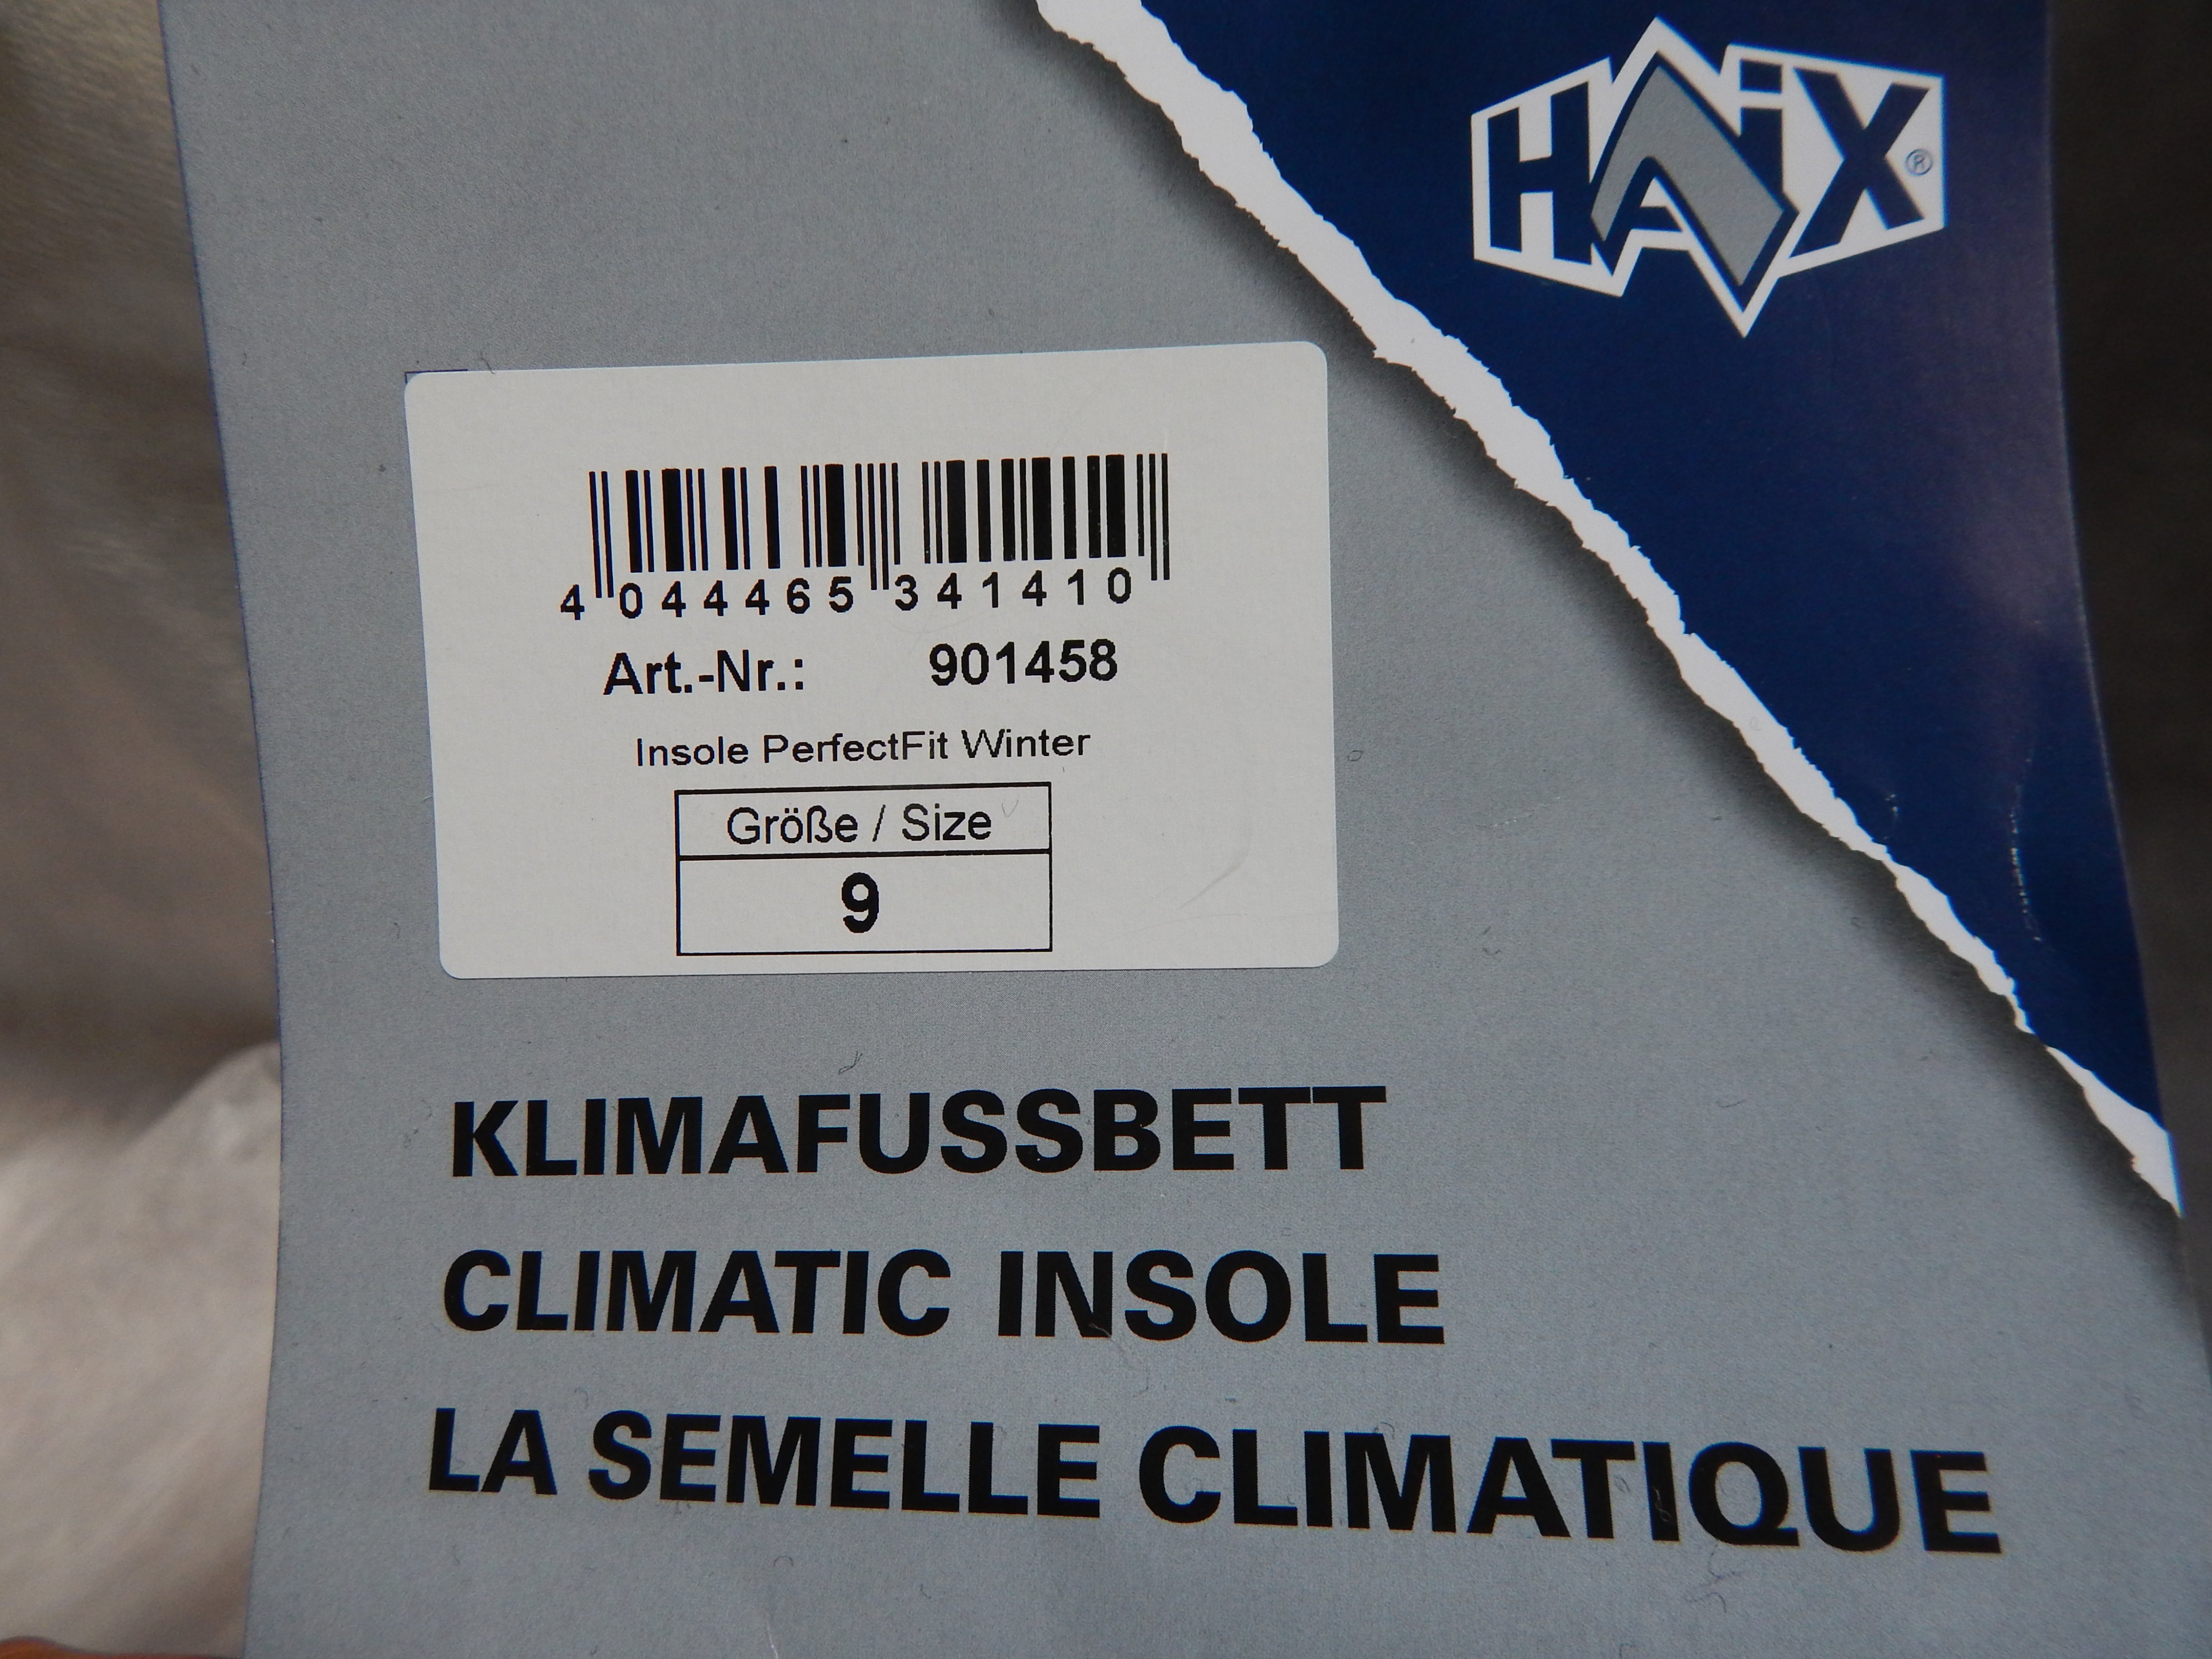 HAiX®
4 044465 341410
Art.-Nr.: 901458
Insole PerfectFit Winter
Größe / Size
9
KLIMAFUSSBETT
CLIMATIC INSOLE
LA SEMELLE CLIMATIQUE